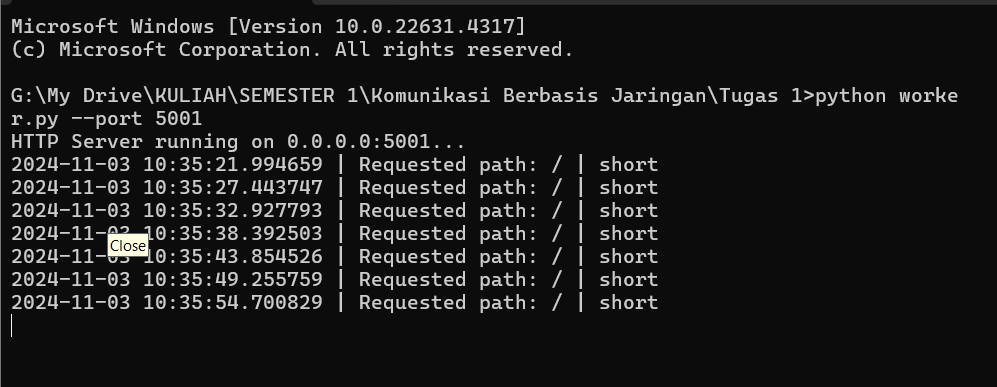 Microsoft Windows [Version 10.0.22631.4317]
(c) Microsoft Corporation. All rights reserved.
G:\My Drive\KULIAH\SEMESTER 1\Komunikasi Berbasis Jaringan\Tugas 1>python worke
r.py --port 5001
HTTP Server running on 0.0.0.0:5001...
2024-11-03 10:35:21.994659 | Requested path: / | short
2024-11-03 10:35:27.443747 | Requested path: / | short
2024-11-03 10:35:32.927793 | Requested path: / | short
2024-11-03 10:35:38.392503 | Requested path: / | short
Close
2024-11-03 10:35:43.854526 | Requested path: / | short
2024-11-03 10:35:49.255759 | Requested path: / | short
2024-11-03 10:35:54.700829 | Requested path: / | short